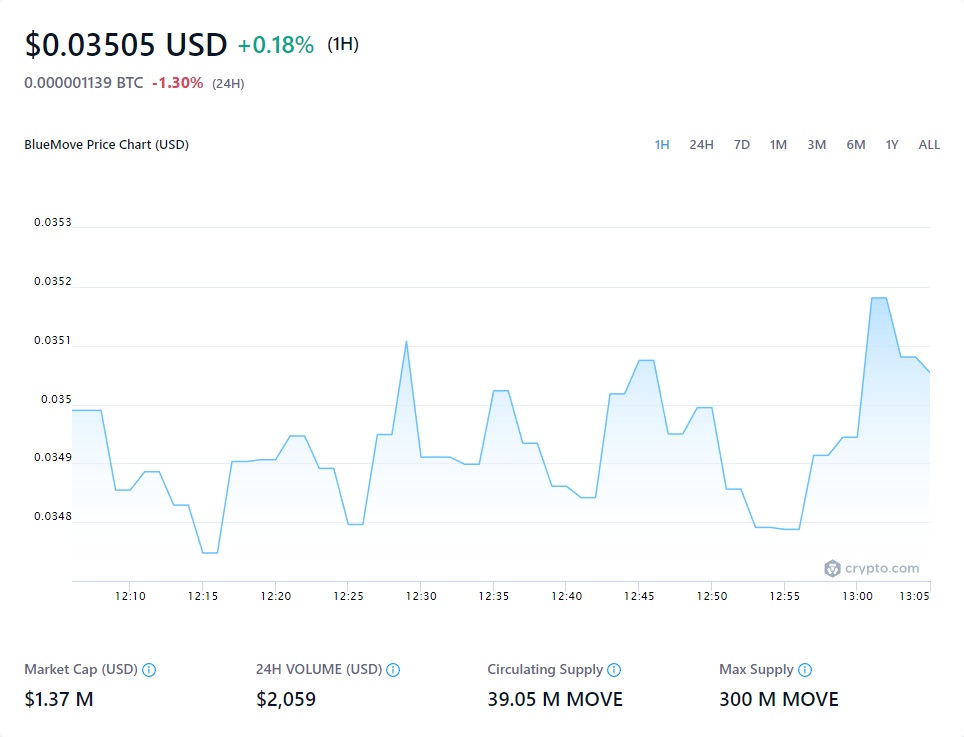 $0.03505 USD +0.18% (1H)
0.000001139 BTC -1.30% (24H)
BlueMove Price Chart (USD) 1H 24H 7D 1M 3M 6M 1Y ALL
0.0353
0.0352
0.0351
0.035
0.0349
0.0348
crypto.com
12:10 12:15 12:20 12:25 12:30 12:35 12:40 12:45 12:50 12:55 13:00 13:05
Market Cap (USD) 24H VOLUME (USD) Circulating Supply Max Supply
$1.37 M $2,059 39.05 M MOVE 300 M MOVE